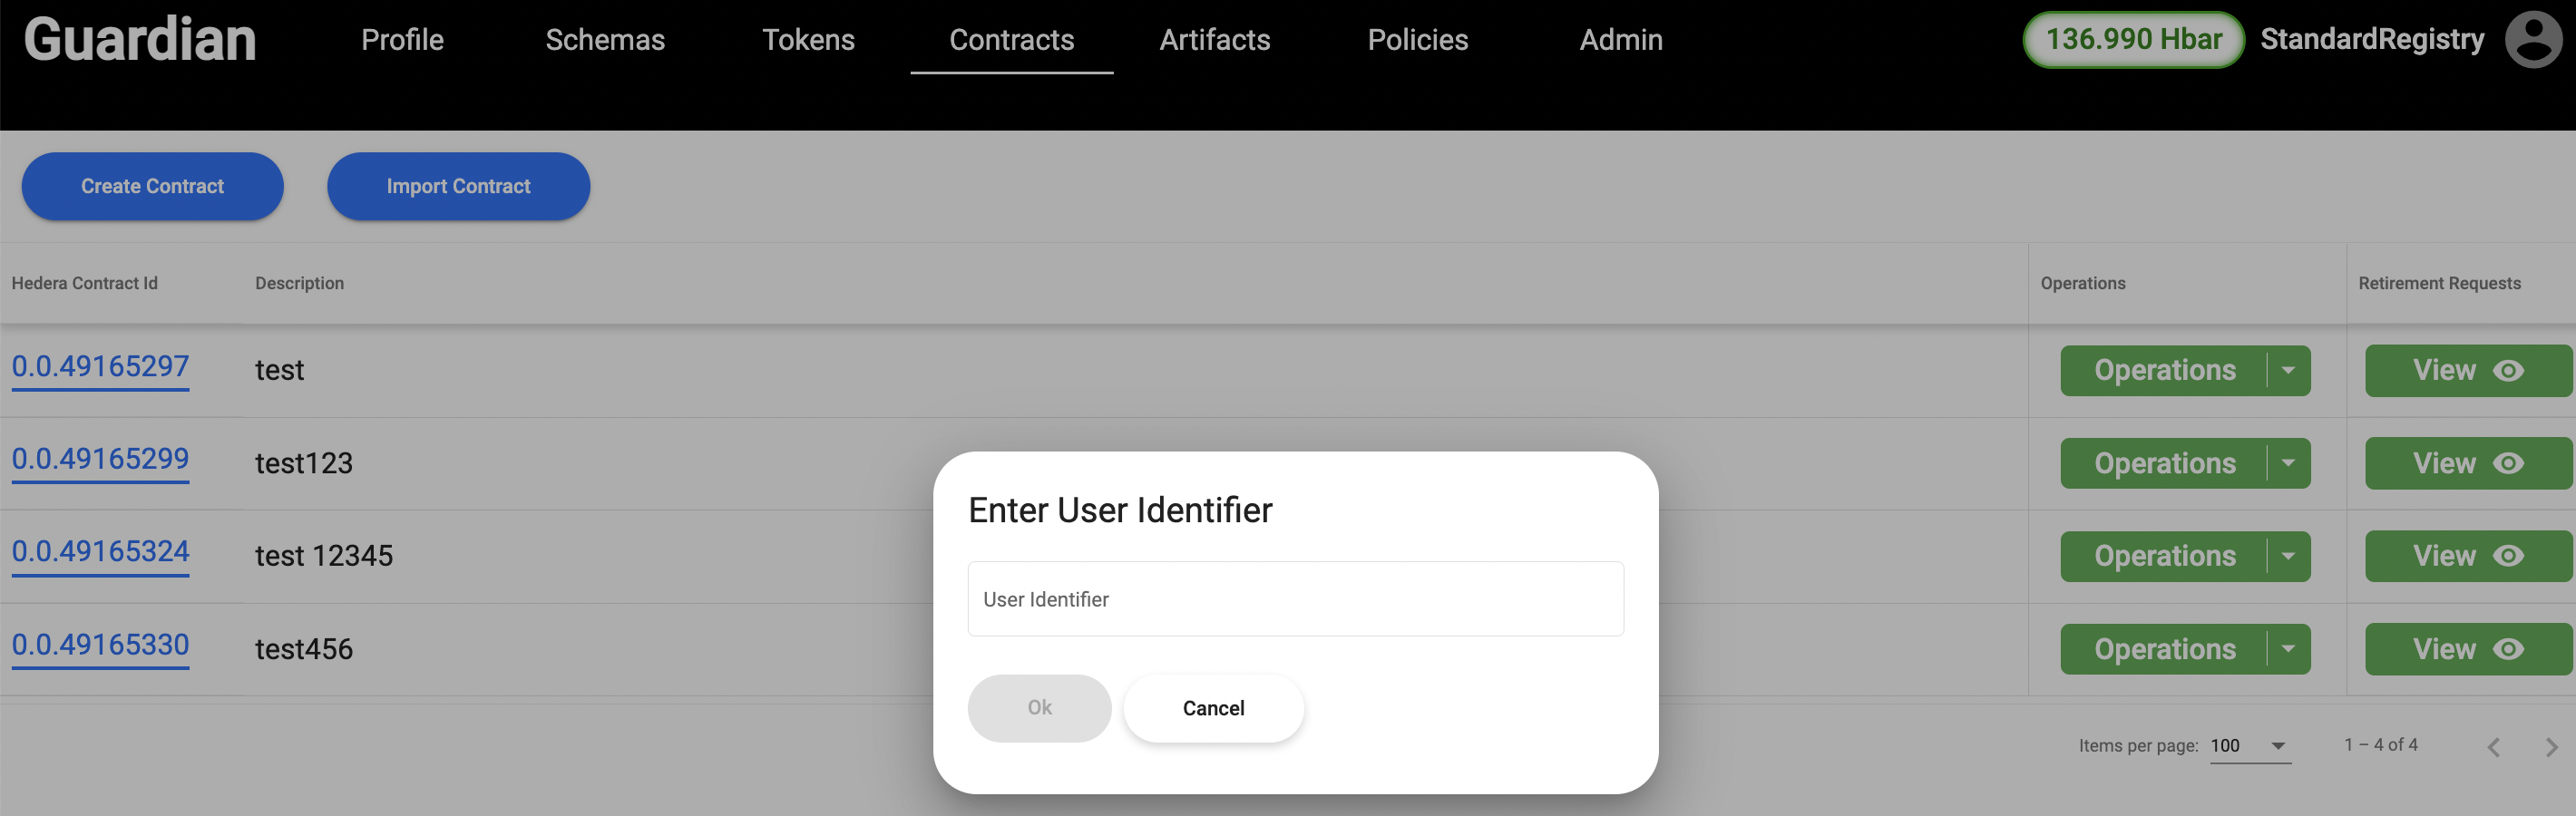 Guardian Profile Schemas Tokens Contracts Artifacts Policies Admin 136.990 Hbar StandardRegistry
Create Contract Import Contract
Hedera Contract Id Description Operations Retirement Requests
0.0.49165297 test Operations View
0.0.49165299 test123 Operations View
0.0.49165324 test 12345 Operations View
0.0.49165330 test456 Operations View
Enter User Identifier
User Identifier
Ok Cancel
Items per page: 100 1 – 4 of 4